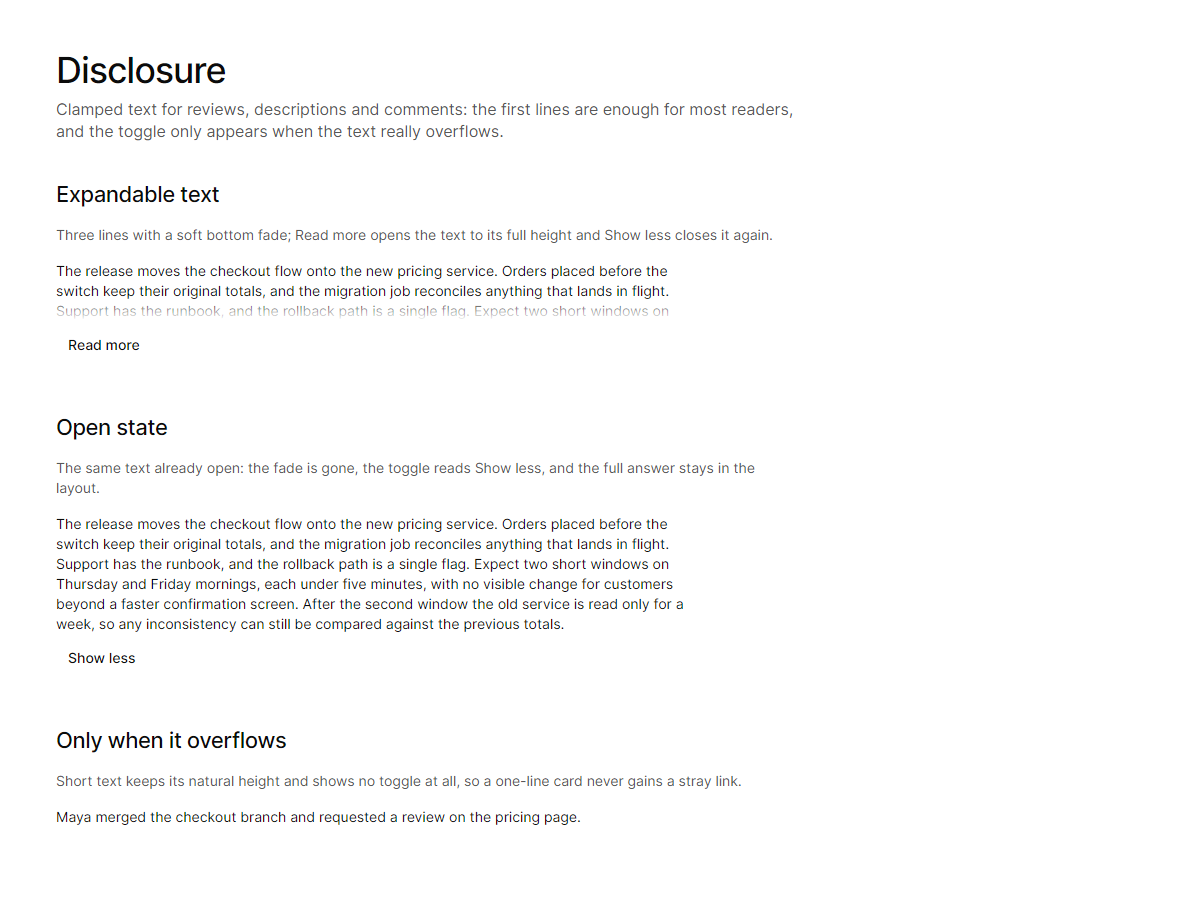 Disclosure
Clamped text for reviews, descriptions and comments: the first lines are enough for most readers,
and the toggle only appears when the text really overflows.
Expandable text
Three lines with a soft bottom fade; Read more opens the text to its full height and Show less closes it again.
The release moves the checkout flow onto the new pricing service. Orders placed before the
switch keep their original totals, and the migration job reconciles anything that lands in flight.
Support has the runbook, and the rollback path is a single flag. Expect two short windows on
Read more
Open state
The same text already open: the fade is gone, the toggle reads Show less, and the full answer stays in the
layout.
The release moves the checkout flow onto the new pricing service. Orders placed before the
switch keep their original totals, and the migration job reconciles anything that lands in flight.
Support has the runbook, and the rollback path is a single flag. Expect two short windows on
Thursday and Friday mornings, each under five minutes, with no visible change for customers
beyond a faster confirmation screen. After the second window the old service is read only for a
week, so any inconsistency can still be compared against the previous totals.
Show less
Only when it overflows
Short text keeps its natural height and shows no toggle at all, so a one-line card never gains a stray link.
Maya merged the checkout branch and requested a review on the pricing page.